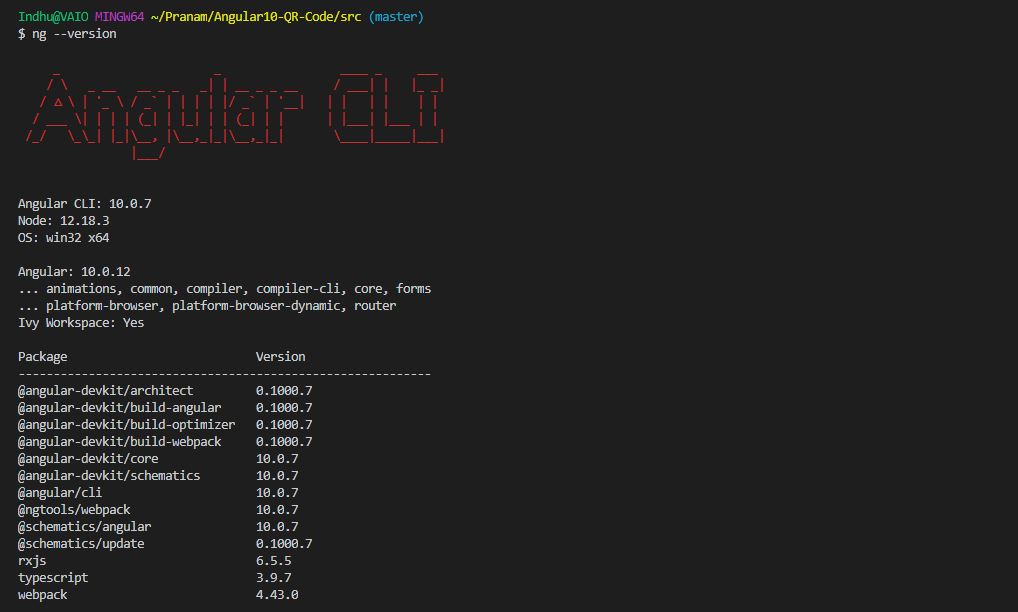 Indhu@VAIO MINGW64 ~/Pranam/Angular10-QR-Code/src (master)
$ ng --version
Angular CLI
Angular CLI: 10.0.7
Node: 12.18.3
OS: win32 x64
Angular: 10.0.12
... animations, common, compiler, compiler-cli, core, forms
... platform-browser, platform-browser-dynamic, router
Ivy Workspace: Yes
Package Version
-----------------------------------------------------------
@angular-devkit/architect 0.1000.7
@angular-devkit/build-angular 0.1000.7
@angular-devkit/build-optimizer 0.1000.7
@angular-devkit/build-webpack 0.1000.7
@angular-devkit/core 10.0.7
@angular-devkit/schematics 10.0.7
@angular/cli 10.0.7
@ngtools/webpack 10.0.7
@schematics/angular 10.0.7
@schematics/update 0.1000.7
rxjs 6.5.5
typescript 3.9.7
webpack 4.43.0